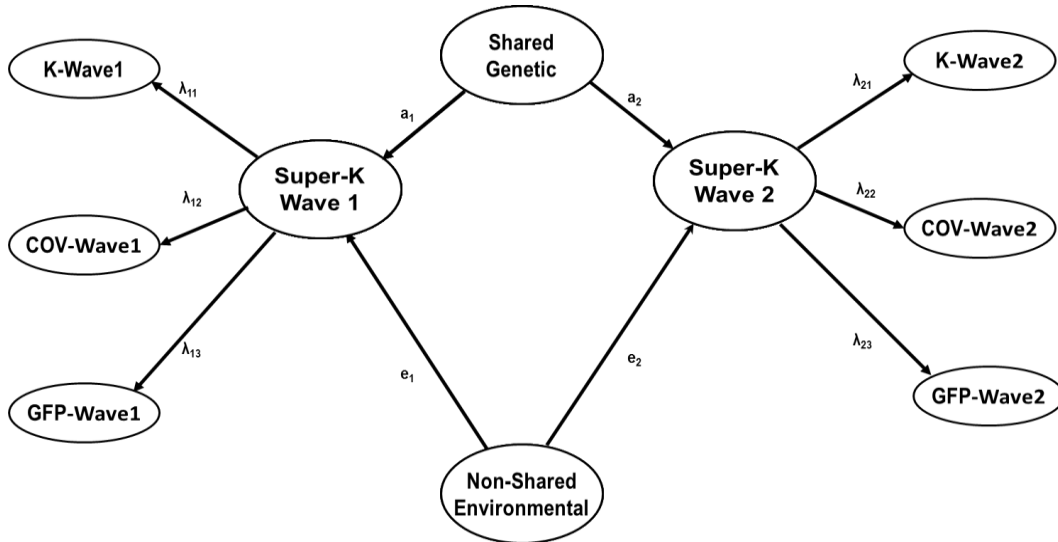 Shared
Genetic
K-Wave1
K-Wave2
λ₁₁
λ₂₁
a₁
a₂
Super-K
Wave 1
Super-K
Wave 2
λ₁₂
λ₂₂
COV-Wave1
COV-Wave2
λ₁₃
λ₂₃
e₁
e₂
GFP-Wave1
GFP-Wave2
Non-Shared
Environmental